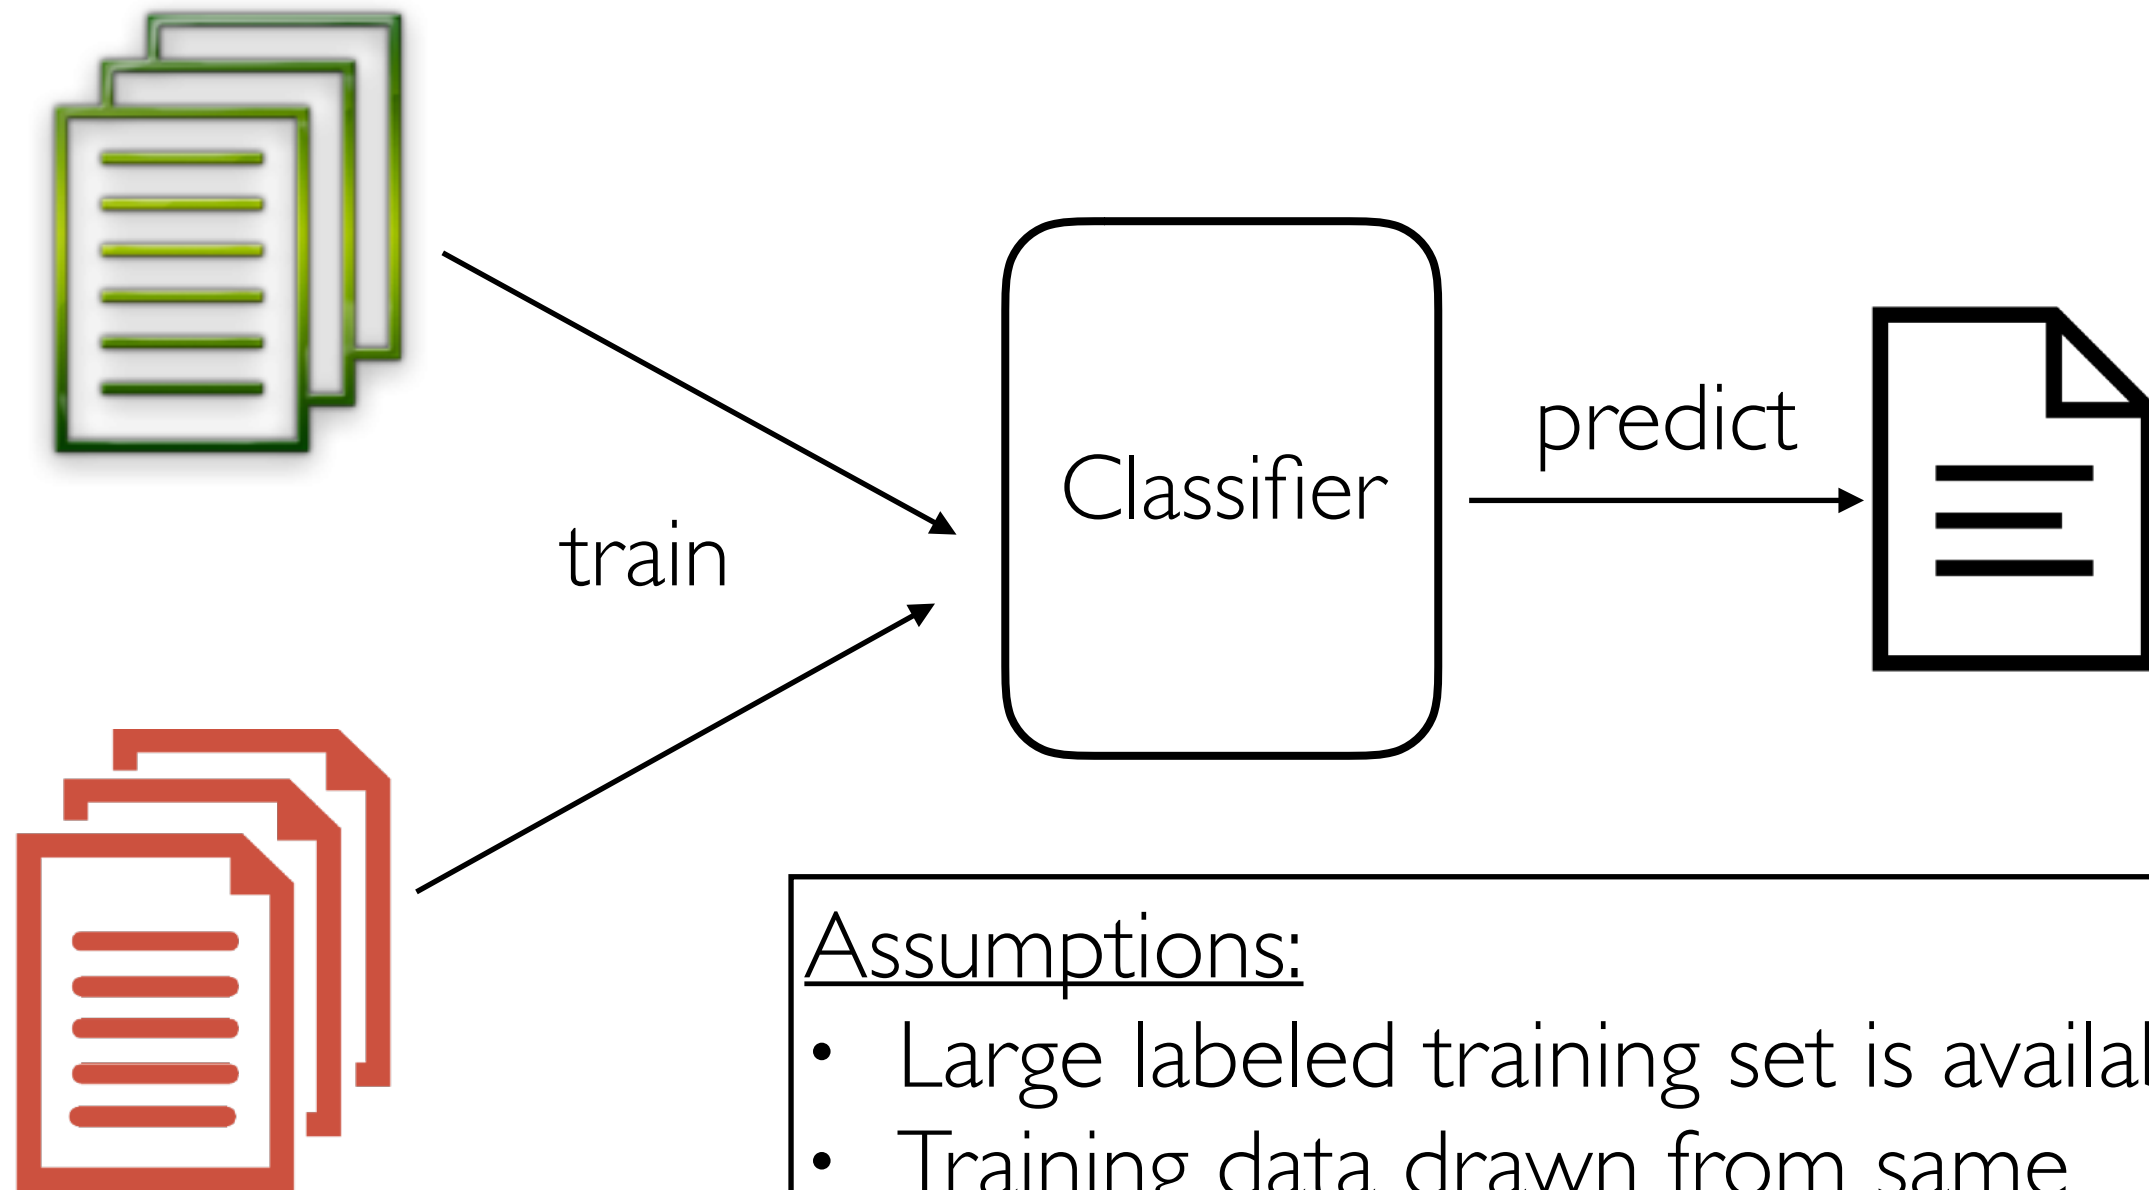 train
Classifier
predict
Assumptions:
• Large labeled training set is
• Training data drawn from same